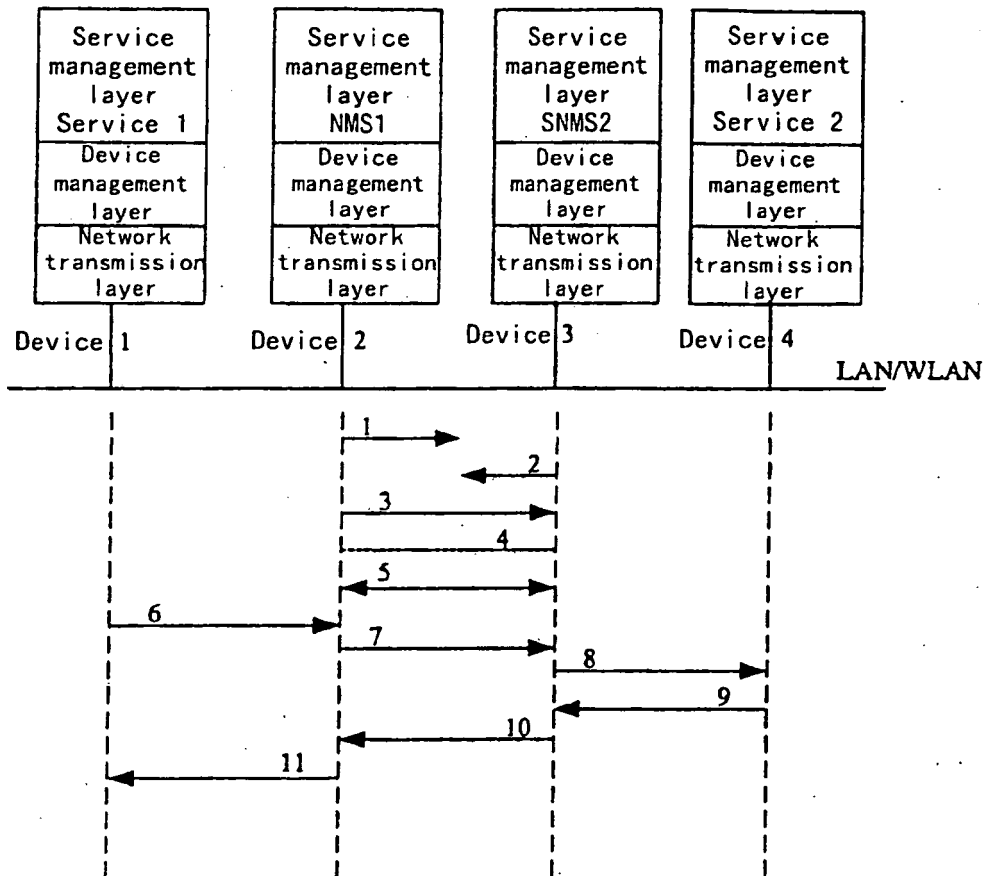 Service
management
layer
Service 1
Device
management
layer
Network
transmission
layer
Service
management
layer
NMS1
Device
management
layer
Network
transmission
layer
Service
management
layer
SNMS2
Device
management
layer
Network
transmission
layer
Service
management
layer
Service 2
Device
management
layer
Network
transmission
layer
Device 1
Device 2
Device 3
Device 4
LAN/WLAN
1
2
3
4
5
6
7
8
9
10
11